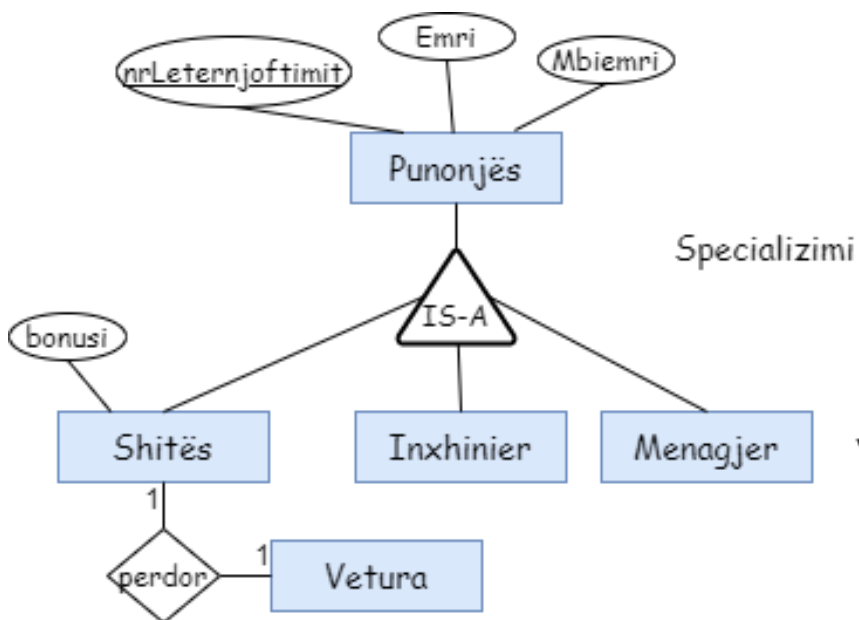 Emri
nrLeternjoftimit
Mbiemri
Punonjës
Specializimi
IS-A
bonusi
Shitës
Inxhinier
Menagjer
1
1
perdor
Vetura